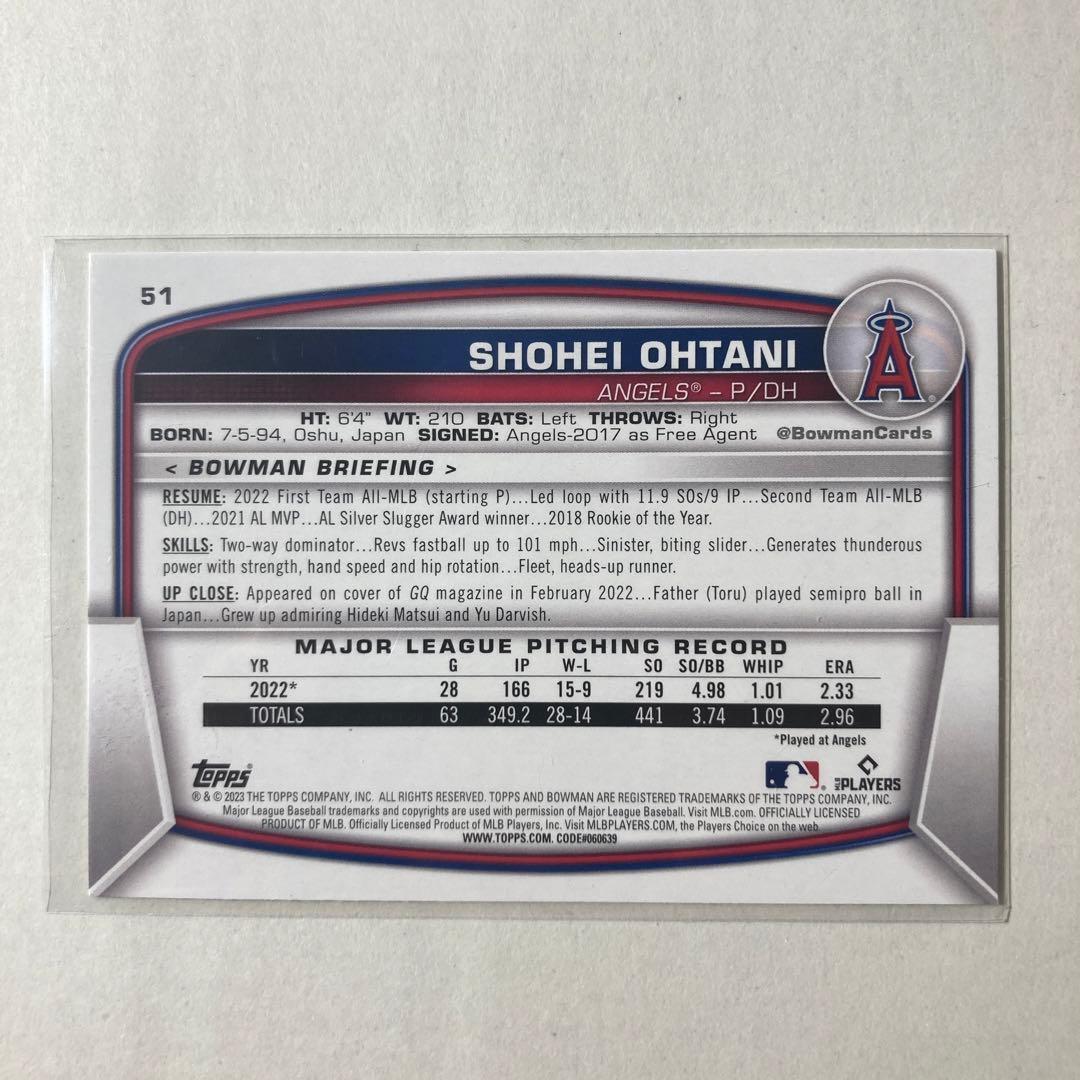 51
SHOHEI OHTANI
ANGELS® – P/DH
HT: 6'4" WT: 210 BATS: Left THROWS: Right
BORN: 7-5-94, Oshu, Japan SIGNED: Angels-2017 as Free Agent @BowmanCards
< BOWMAN BRIEFING >
RESUME: 2022 First Team All-MLB (starting P)...Led loop with 11.9 SOs/9 IP...Second Team All-MLB
(DH)...2021 AL MVP...AL Silver Slugger Award winner...2018 Rookie of the Year.
SKILLS: Two-way dominator...Revs fastball up to 101 mph...Sinister, biting slider...Generates thunderous
power with strength, hand speed and hip rotation...Fleet, heads-up runner.
UP CLOSE: Appeared on cover of GQ magazine in February 2022...Father (Toru) played semipro ball in
Japan...Grew up admiring Hideki Matsui and Yu Darvish.
MAJOR LEAGUE PITCHING RECORD
YR G IP W-L SO SO/BB WHIP ERA
2022* 28 166 15-9 219 4.98 1.01 2.33
TOTALS 63 349.2 28-14 441 3.74 1.09 2.96
*Played at Angels
Topps MLB PLAYERS
® & © 2023 THE TOPPS COMPANY, INC. ALL RIGHTS RESERVED. TOPPS AND BOWMAN ARE REGISTERED TRADEMARKS OF THE TOPPS COMPANY, INC.
Major League Baseball trademarks and copyrights are used with permission of Major League Baseball. Visit MLB.com. OFFICIALLY LICENSED
PRODUCT OF MLB. Officially Licensed Product of MLB Players, Inc. Visit MLBPLAYERS.COM, the Players Choice on the web.
WWW.TOPPS.COM. CODE#060639